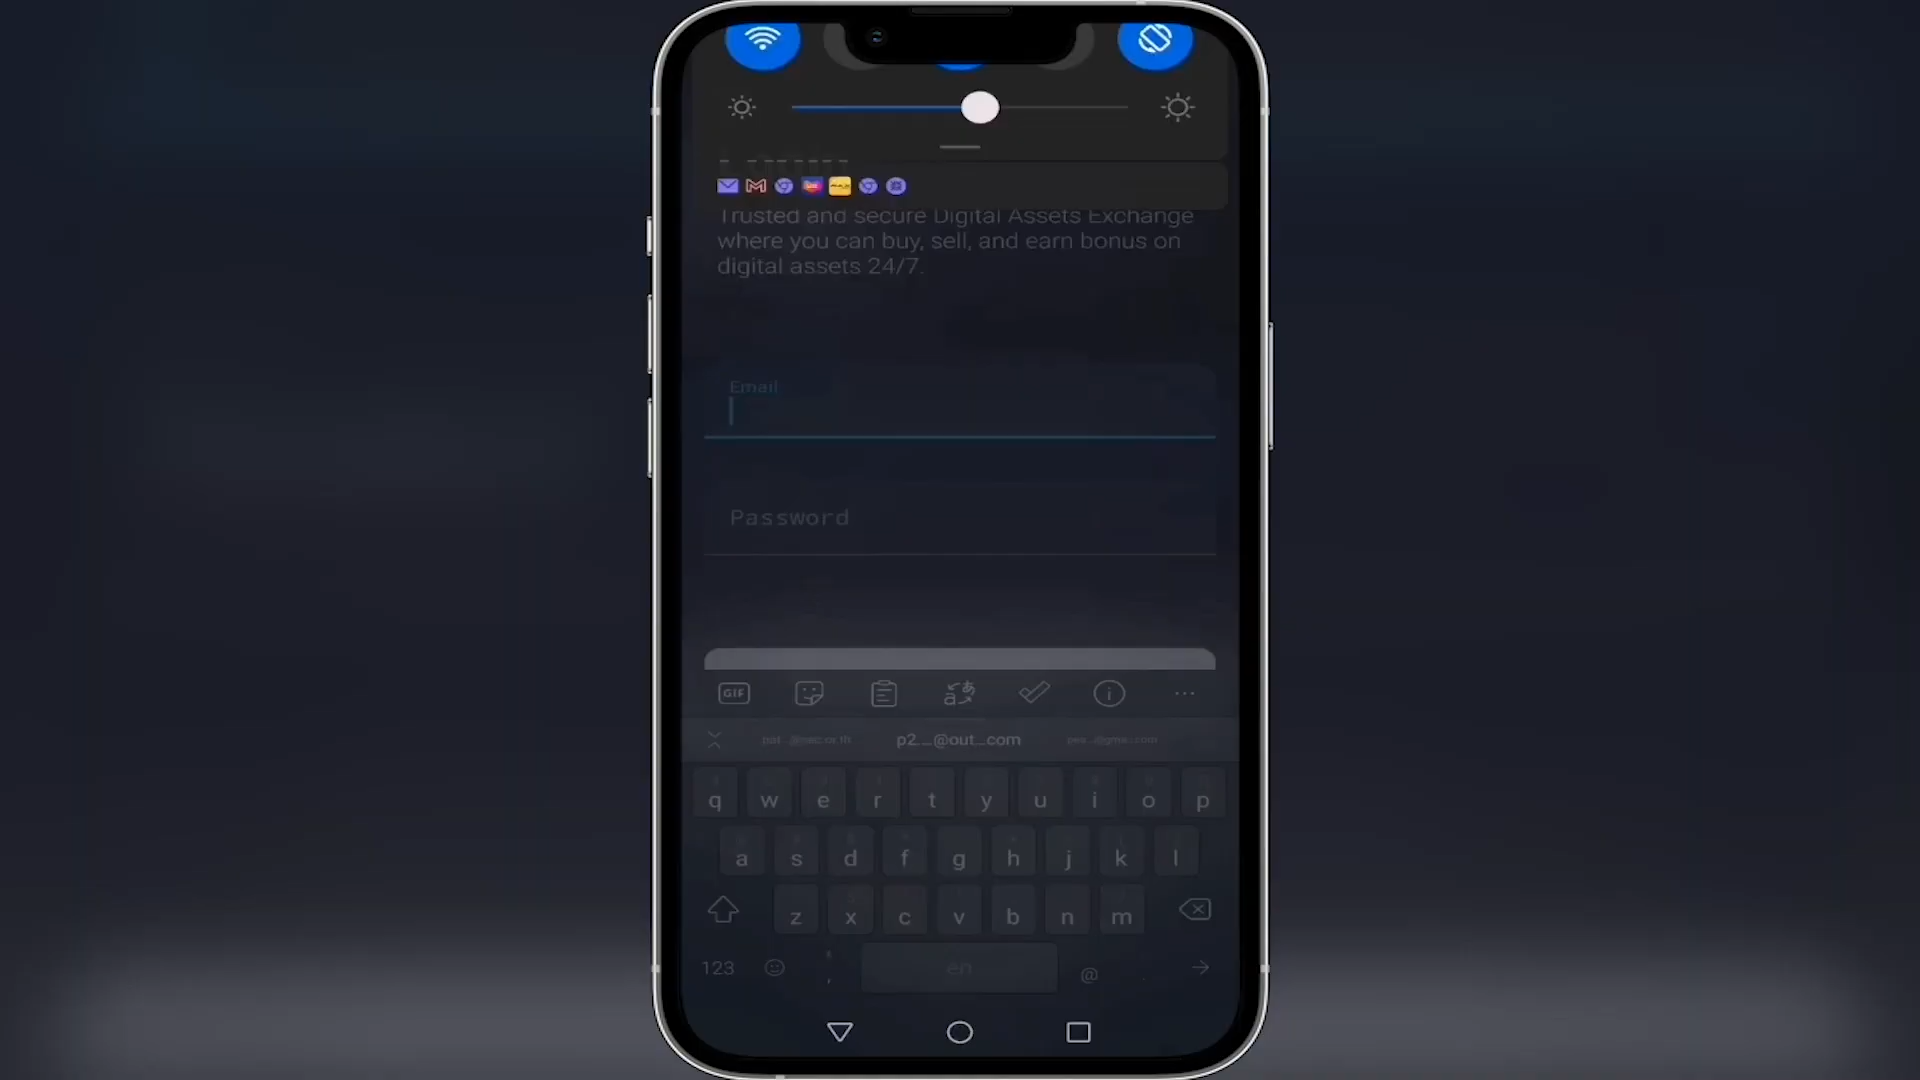 Trusted and secure Digital Assets Exchange
where you can buy, sell, and earn bonus on
digital assets 24/7.
Email
Password
GIF
p2...@out...com
q w e r t y u i o p
a s d f g h j k l
z x c v b n m
123 , en @ .